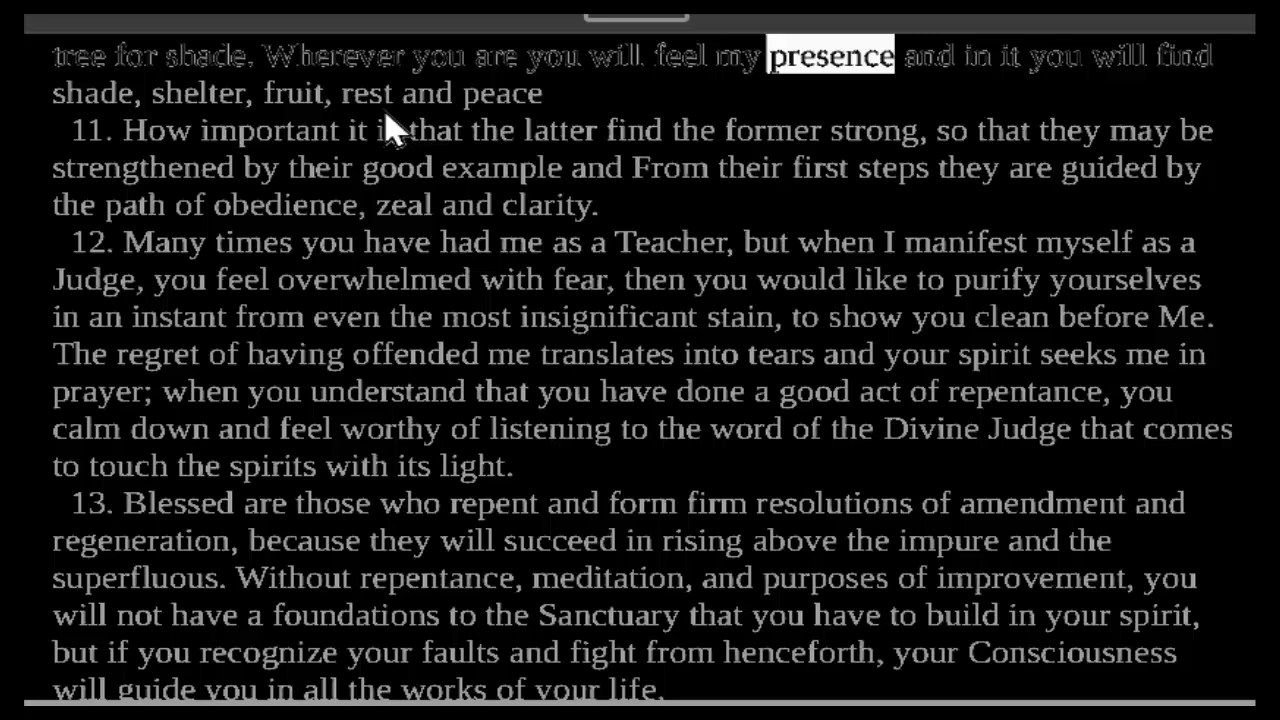 tree for shade. Wherever you are you will feel my presence and in it you will find
shade, shelter, fruit, rest and peace
11. How important it is that the latter find the former strong, so that they may be
strengthened by their good example and From their first steps they are guided by
the path of obedience, zeal and clarity.
12. Many times you have had me as a Teacher, but when I manifest myself as a
Judge, you feel overwhelmed with fear, then you would like to purify yourselves
in an instant from even the most insignificant stain, to show you clean before Me.
The regret of having offended me translates into tears and your spirit seeks me in
prayer; when you understand that you have done a good act of repentance, you
calm down and feel worthy of listening to the word of the Divine Judge that comes
to touch the spirits with its light.
13. Blessed are those who repent and form firm resolutions of amendment and
regeneration, because they will succeed in rising above the impure and the
superfluous. Without repentance, meditation, and purposes of improvement, you
will not have a foundations to the Sanctuary that you have to build in your spirit,
but if you recognize your faults and fight from henceforth, your Consciousness
will guide you in all the works of your life.